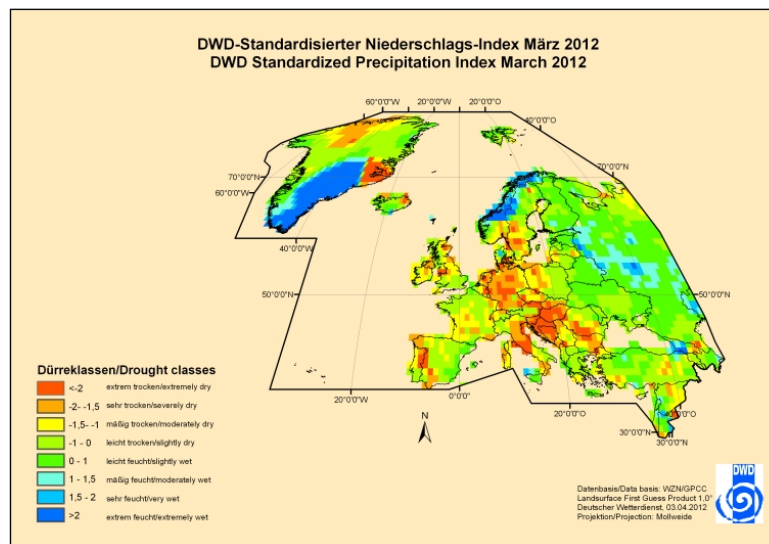 DWD-Standardisierter Niederschlags-Index März 2012
DWD Standardized Precipitation Index March 2012
60°0'0"W 20°0'0"W 20°0'0"O
40°0'0"O
70°0'0"N
70°0'0"N
60°0'0"W
40°0'0"W
50°0'0"N
50°0'0"N
20°0'0"W
0°0'0"
20°0'0"O
40°0'0"O
30°0'0"N
30°0'0"O
N
Dürreklassen/Drought classes
<-2 extrem trocken/extremely dry
-2- -1,5 sehr trocken/severely dry
-1,5- -1 mäßig trocken/moderately dry
-1 - 0 leicht trocken/slightly dry
0 - 1 leicht feucht/slightly wet
1 - 1,5 mäßig feucht/moderately wet
1,5 - 2 sehr feucht/very wet
>2 extrem feucht/extremely wet
Datenbasis/Data basis: WZN/GPCC
Landsurface First Guess Product 1,0°
Deutscher Wetterdienst, 03.04.2012
Projektion/Projection: Mollweide
DWD